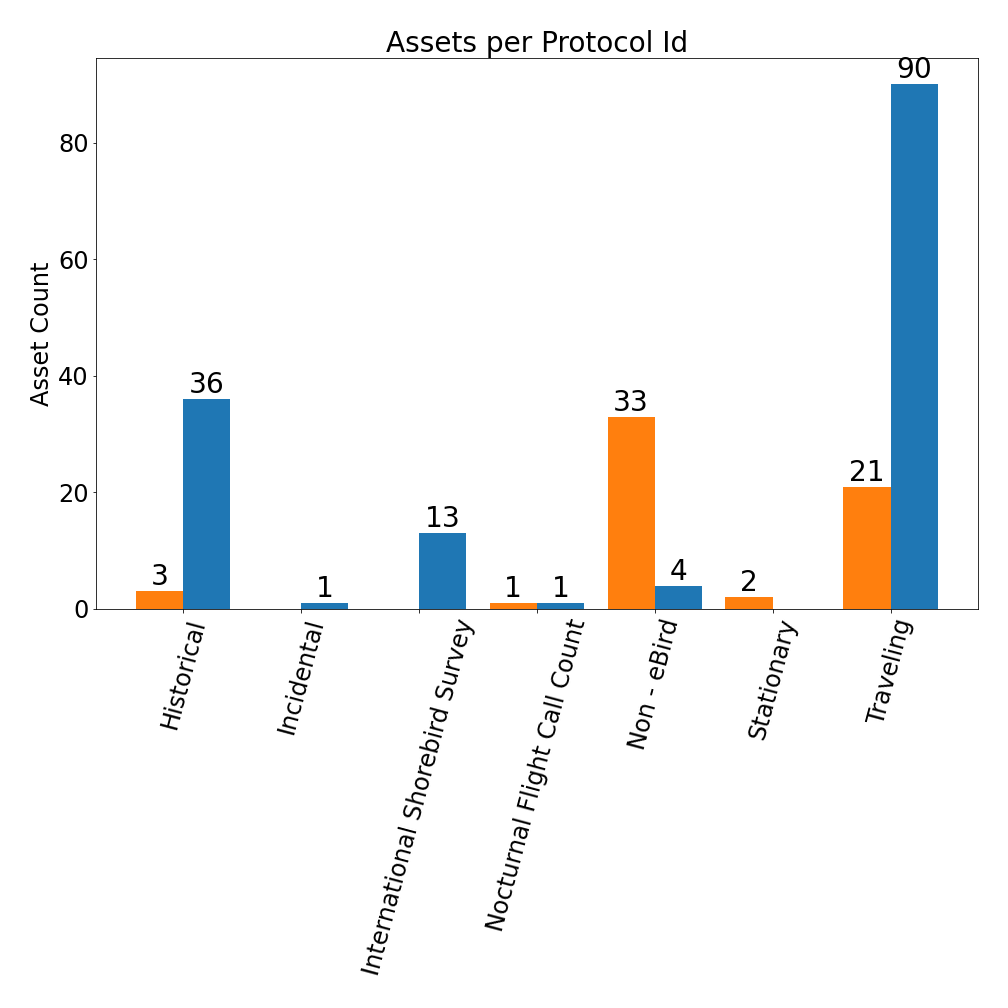 Assets per Protocol Id
Asset Count
80
60
40
20
0
3
36
1
13
1
1
33
4
2
21
90
Historical
Incidental
International Shorebird Survey
Nocturnal Flight Call Count
Non - eBird
Stationary
Traveling